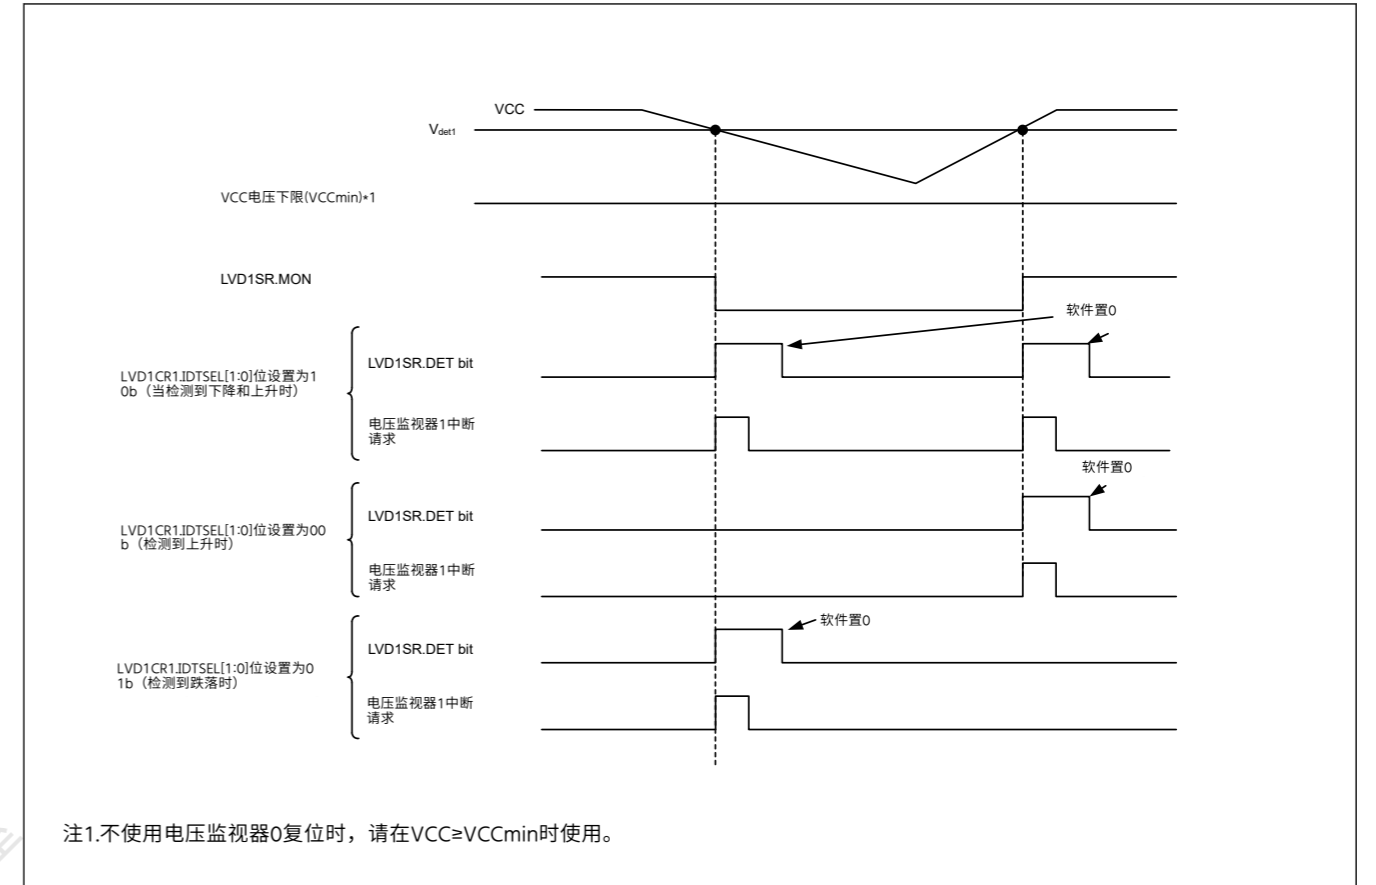 VCC
Vdet1
VCC电压下限(VCCmin)*1
LVD1SR.MON
软件置0
LVD1CR1.IDTSEL[1:0]位设置为1
0b（当检测到下降和上升时）
LVD1SR.DET bit
电压监视器1中断
请求
软件置0
LVD1CR1.IDTSEL[1:0]位设置为00
b（检测到上升时）
LVD1SR.DET bit
电压监视器1中断
请求
软件置0
LVD1CR1.IDTSEL[1:0]位设置为0
1b（检测到跌落时）
LVD1SR.DET bit
电压监视器1中断
请求
注1.不使用电压监视器0复位时，请在VCC≥VCCmin时使用。